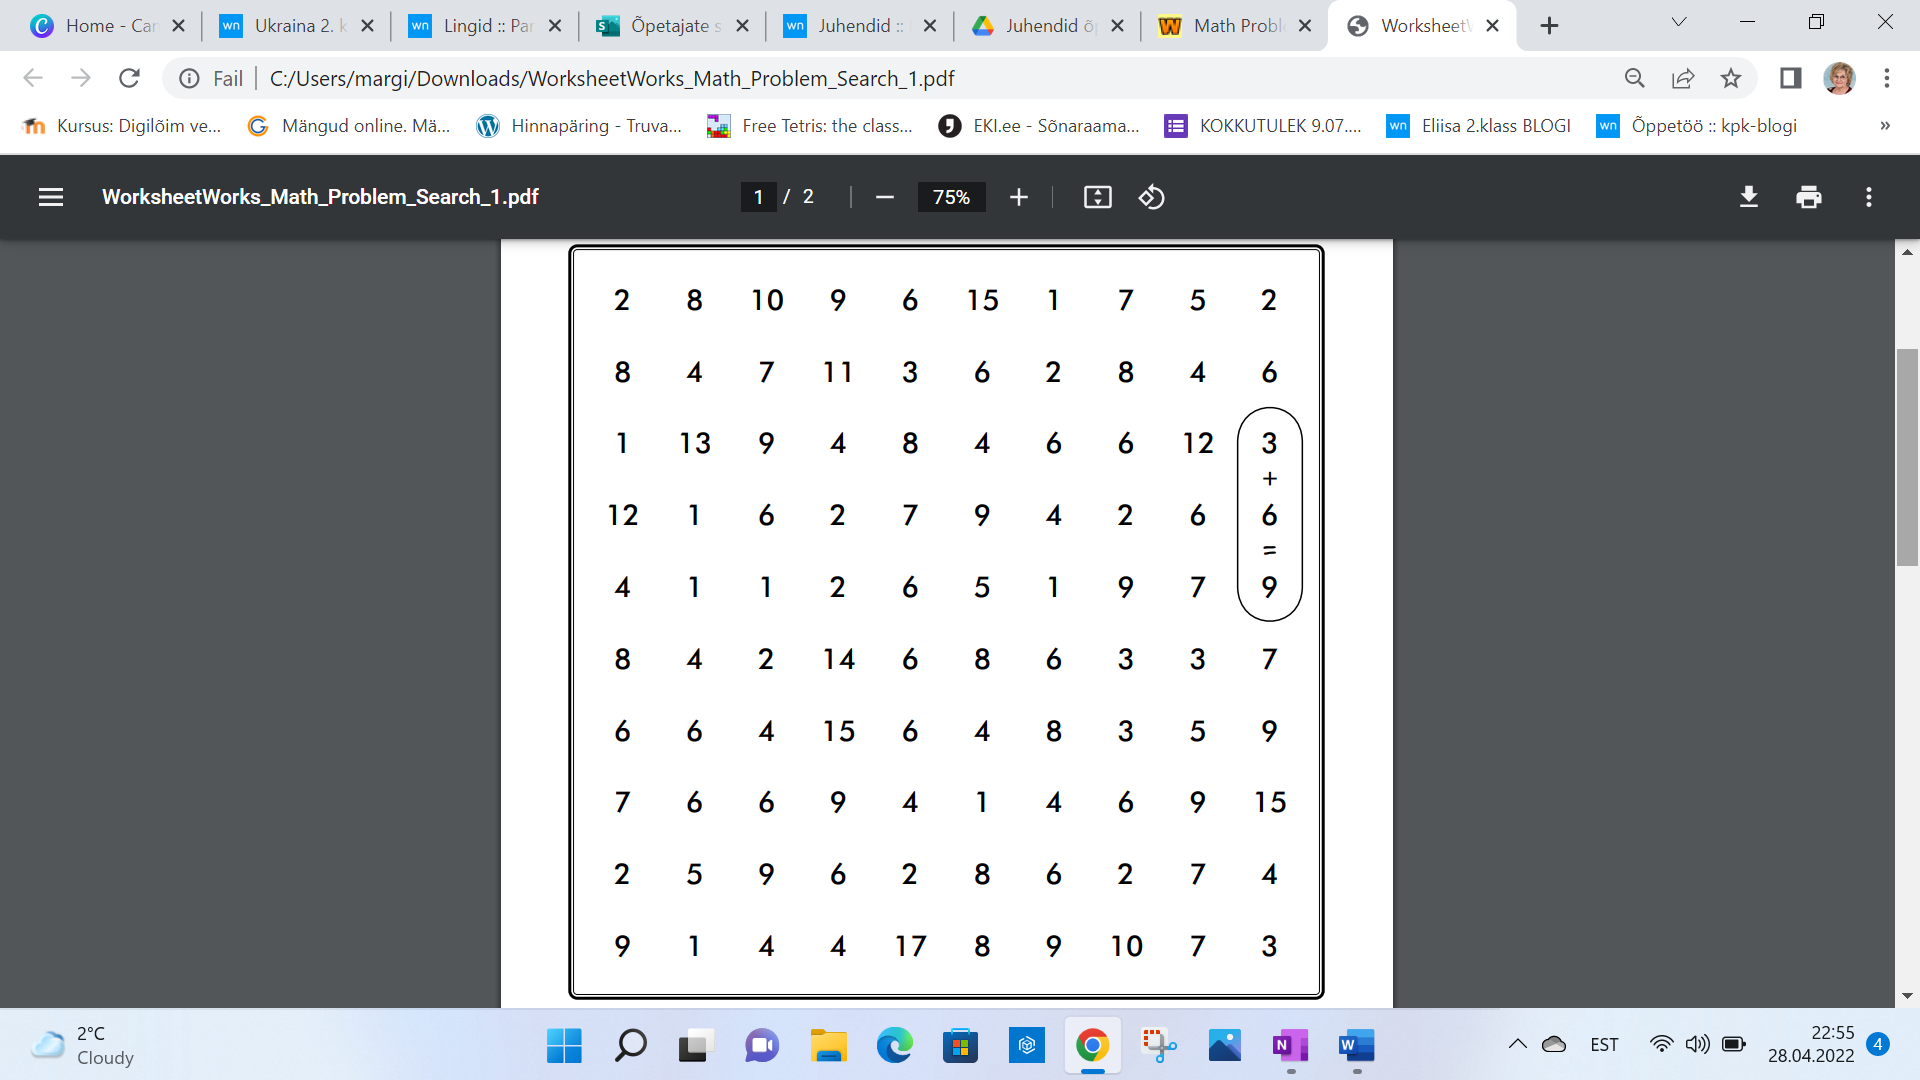 Home - Car
Ukraina 2. k
Lingid :: Par
Õpetajate s
Juhendid ::
Juhendid õp
Math Proble
WorksheetW
Fail
C:/Users/margi/Downloads/WorksheetWorks_Math_Problem_Search_1.pdf
Kursus: Digilõim ve...
Mängud online. Mä...
Hinnapäring - Truva...
Free Tetris: the class...
EKI.ee - Sõnaraama...
KOKKUTULEK 9.07....
Eliisa 2.klass BLOGI
Õppetöö :: kpk-blogi
»
WorksheetWorks_Math_Problem_Search_1.pdf
1 / 2
75%
2 8 10 9 6 15 1 7 5 2
8 4 7 11 3 6 2 8 4 6
1 13 9 4 8 4 6 6 12 3
+
12 1 6 2 7 9 4 2 6 6
=
4 1 1 2 6 5 1 9 7 9
8 4 2 14 6 8 6 3 3 7
6 6 4 15 6 4 8 3 5 9
7 6 6 9 4 1 4 6 9 15
2 5 9 6 2 8 6 2 7 4
9 1 4 4 17 8 9 10 7 3
2°C
Cloudy
EST
22:55
28.04.2022
4